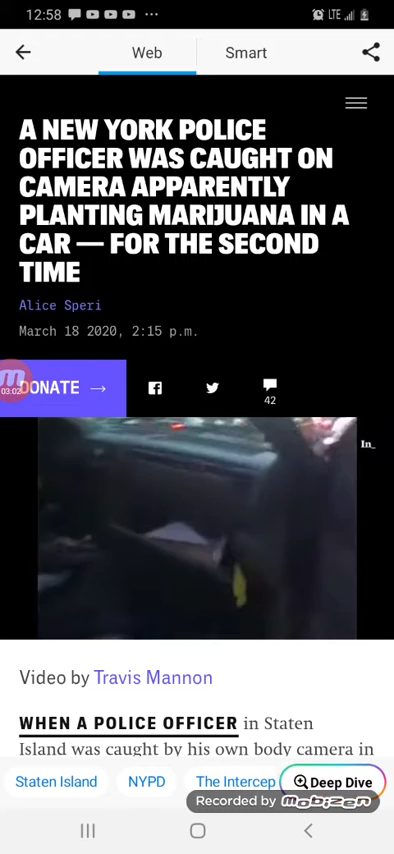 12:58
LTE
Web
Smart
A NEW YORK POLICE
OFFICER WAS CAUGHT ON
CAMERA APPARENTLY
PLANTING MARIJUANA IN A
CAR — FOR THE SECOND
TIME
Alice Speri
March 18 2020, 2:15 p.m.
03:02
DONATE →
42
In_
Video by Travis Mannon
WHEN A POLICE OFFICER in Staten
Island was caught by his own body camera in
Staten Island
NYPD
The Intercep
Deep Dive
Recorded by mobizen